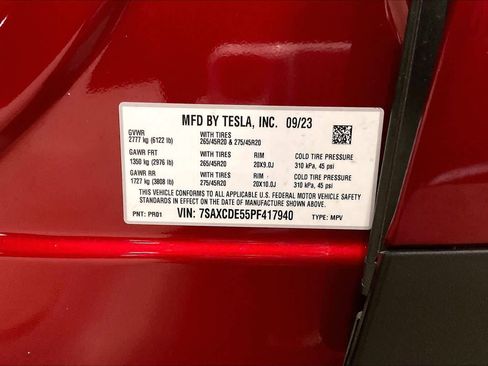 MFD BY TESLA, INC. 09/23
GVWR WITH TIRES
2777 kg (6122 lb) 265/45R20 & 275/45R20
GAWR FRT WITH TIRES RIM COLD TIRE PRESSURE
1350 kg (2976 lb) 265/45R20 20X9.0J 310 kPa, 45 psi
GAWR RR WITH TIRES RIM COLD TIRE PRESSURE
1727 kg (3808 lb) 275/45R20 20X10.0J 310 kPa, 45 psi
THIS VEHICLE CONFORMS TO ALL APPLICABLE U.S. FEDERAL MOTOR VEHICLE SAFETY
STANDARDS IN EFFECT ON THE DATE OF MANUFACTURE SHOWN ABOVE.
PNT: PR01 VIN: 7SAXCDE55PF417940 TYPE: MPV